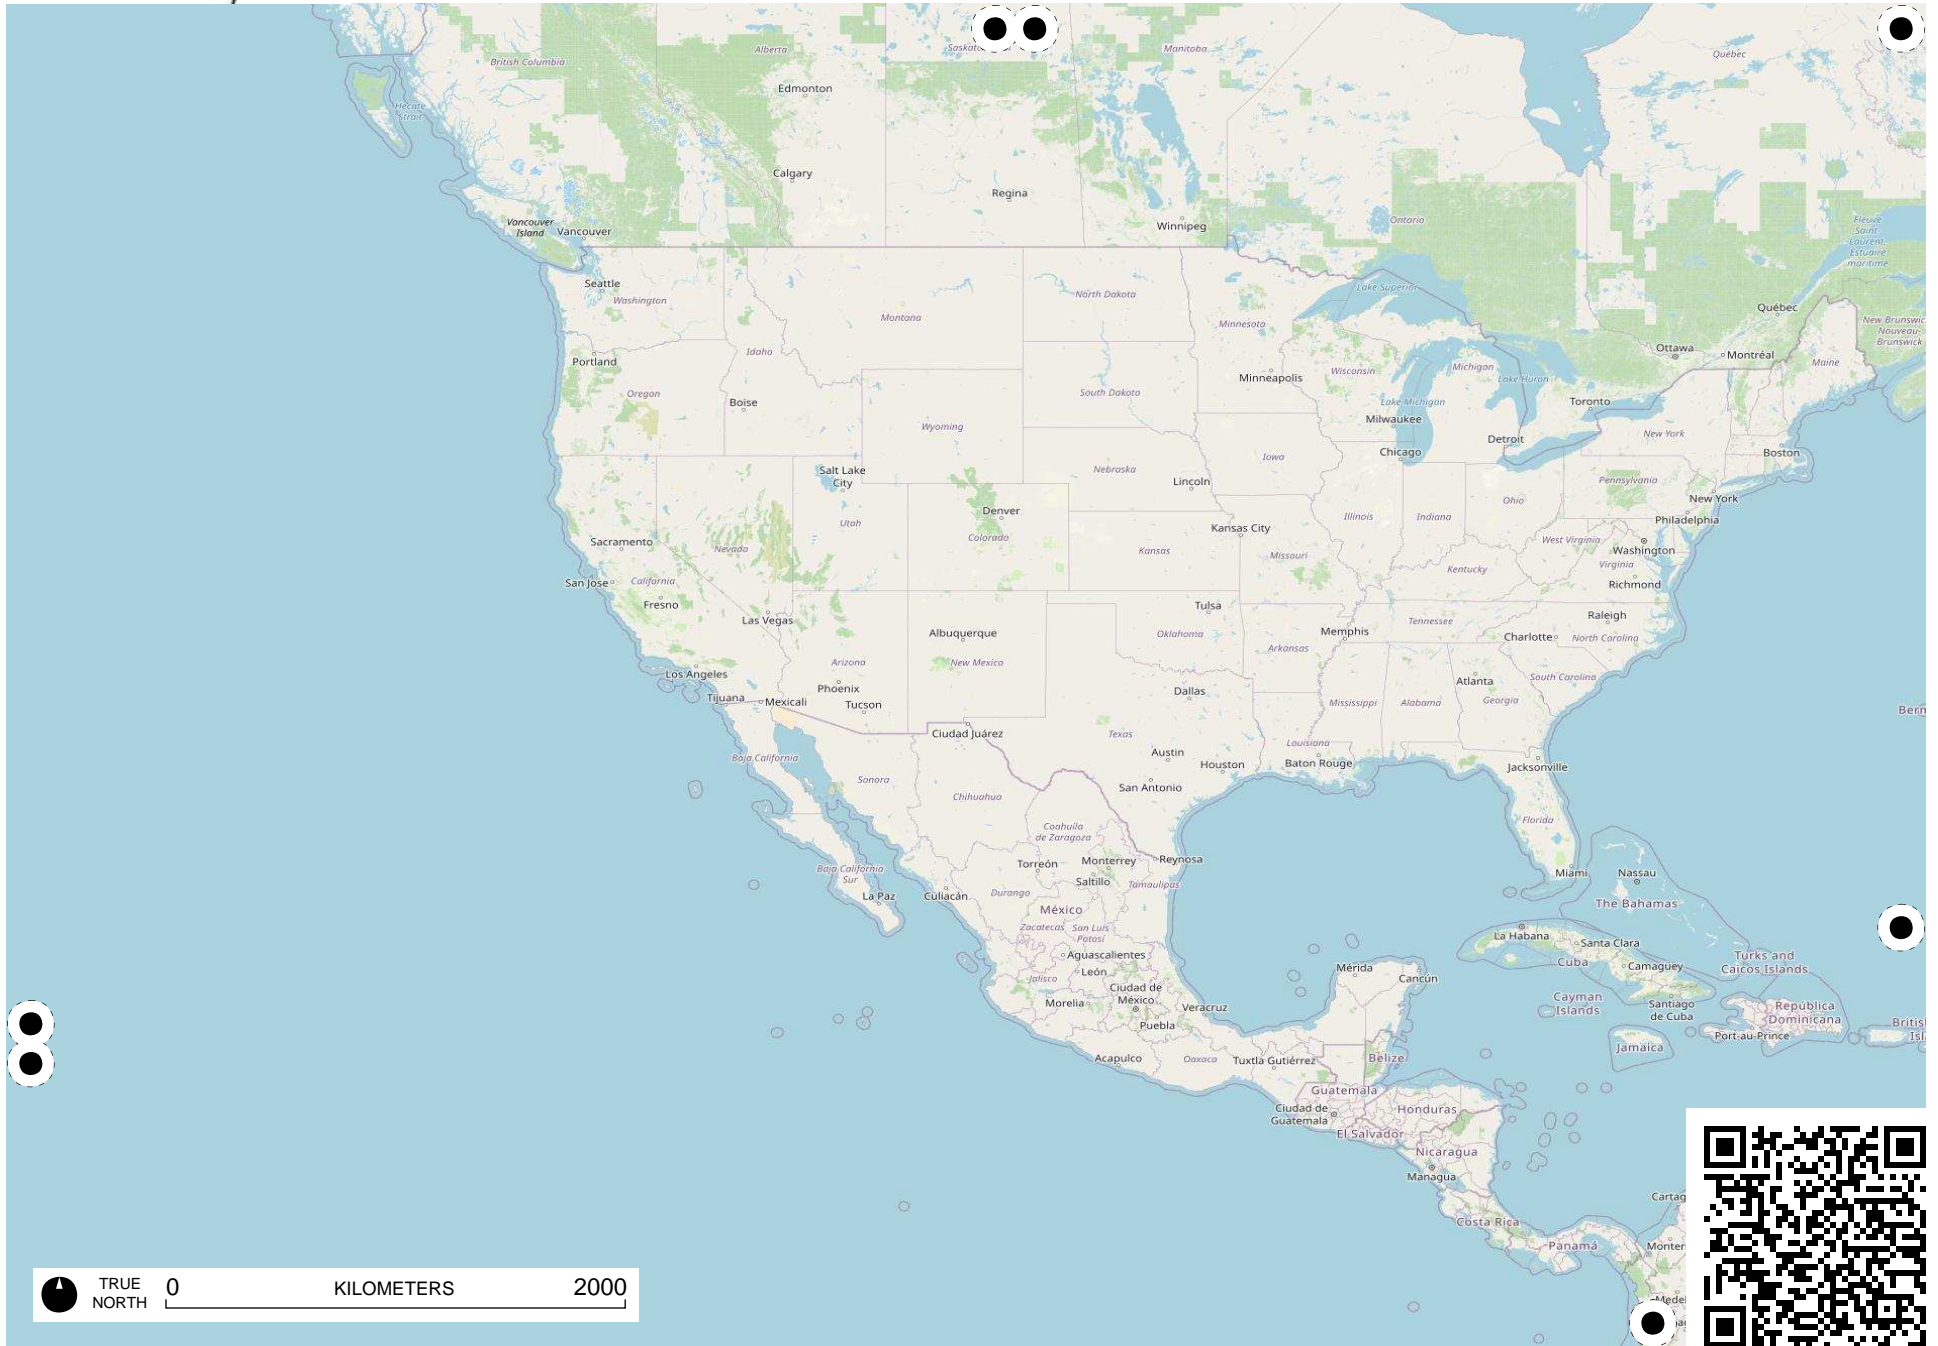 Alberta
British Columbia
Saskat
Manitoba
Québec
Edmonton
Hecate
Strait
Calgary
Regina
Winnipeg
Ontario
Vancouver
Island
Vancouver
Fleuve
Saint-
Laurent,
Estuaire
maritime
Seattle
Washington
Montana
North Dakota
Minnesota
Lake Superior
Québec
New Brunswic
Nouveau-
Brunswick
Ottawa
Montréal
Maine
Portland
Idaho
Oregon
Boise
Wyoming
South Dakota
Minneapolis
Wisconsin
Michigan
Lake Huron
Lake Michigan
Milwaukee
Toronto
Detroit
New York
Chicago
Boston
Salt Lake
City
Nebraska
Lincoln
Iowa
Pennsylvania
Ohio
New York
Utah
Denver
Colorado
Kansas City
Illinois
Indiana
Philadelphia
Sacramento
Nevada
Kansas
Missouri
West Virginia
Washington
Virginia
Kentucky
San Jose
California
Richmond
Fresno
Las Vegas
Albuquerque
Tulsa
Oklahoma
Memphis
Tennessee
Raleigh
Charlotte
North Carolina
Arkansas
Arizona
New Mexico
Los Angeles
Phoenix
Tucson
Tijuana
Mexicali
Dallas
Atlanta
South Carolina
Mississippi
Alabama
Georgia
Bern
Ciudad Juárez
Texas
Louisiana
Austin
Houston
Baton Rouge
Jacksonville
Baja California
Sonora
Chihuahua
San Antonio
Florida
Coahuila
de Zaragoza
Torreón
Monterrey
Reynosa
Saltillo
Tamaulipas
Miami
Nassau
Baja California
Sur
La Paz
Culiacán
Durango
México
The Bahamas
Zacatecas
San Luis
Potosí
La Habana
Santa Clara
Aguascalientes
Cuba
Camagüey
Turks and
Caicos Islands
Jalisco
León
Mérida
Cancún
Ciudad de
México
Morelia
Veracruz
Cayman
Islands
Santiago
de Cuba
República
Dominicana
Puebla
Port-au-Prince
British
Isl
Jamaica
Acapulco
Oaxaca
Tuxtla Gutiérrez
Belize
Guatemala
Ciudad de
Guatemala
Honduras
El Salvador
Nicaragua
Managua
Cartag
Costa Rica
Panamá
Monter
Medel
TRUE
NORTH
0 KILOMETERS 2000